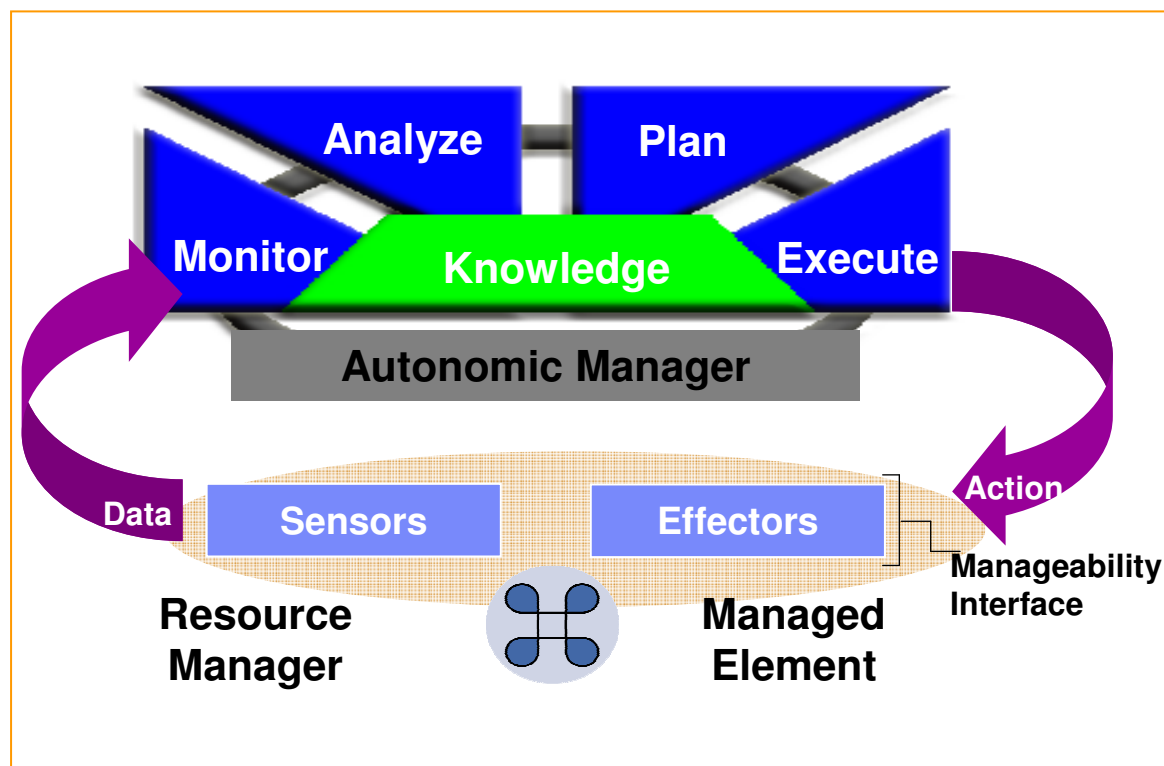 Analyze
Plan
Monitor
Knowledge
Execute
Autonomic Manager
Data
Sensors
Effectors
Action
Manageability
Interface
Resource
Manager
Managed
Element